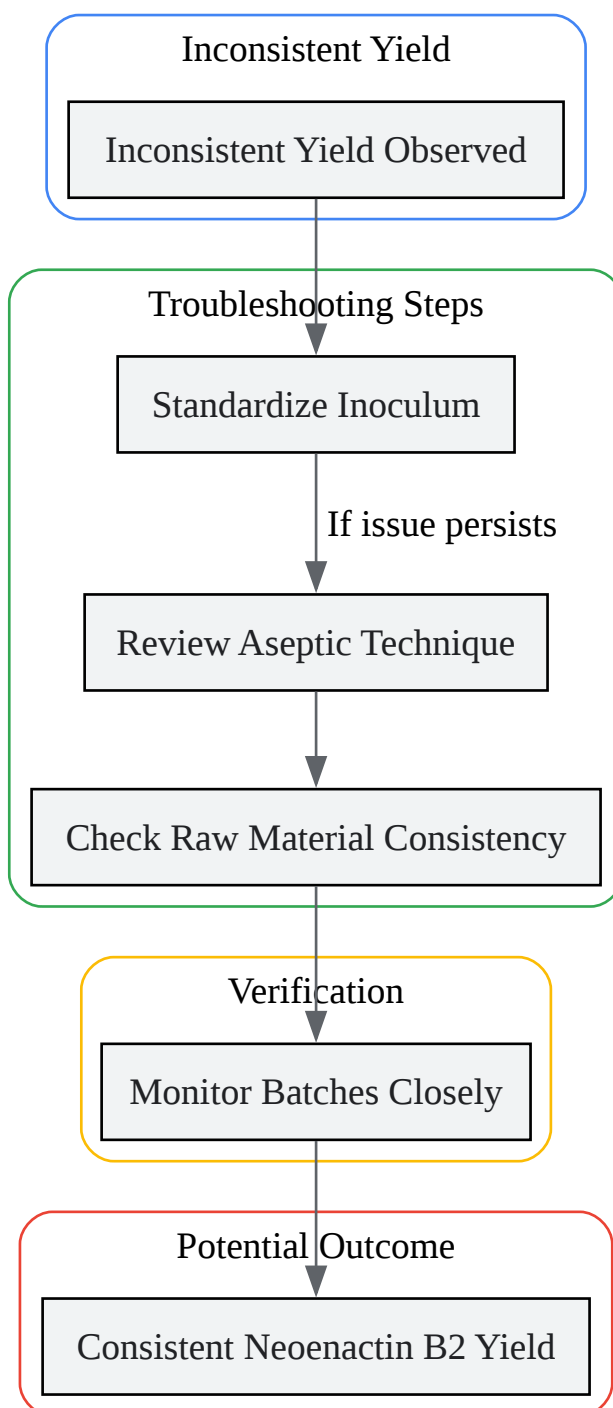 Inconsistent Yield
Inconsistent Yield Observed
Troubleshooting Steps
Standardize Inoculum
If issue persists
Review Aseptic Technique
Check Raw Material Consistency
Verification
Monitor Batches Closely
Potential Outcome
Consistent Neoenactin B2 Yield